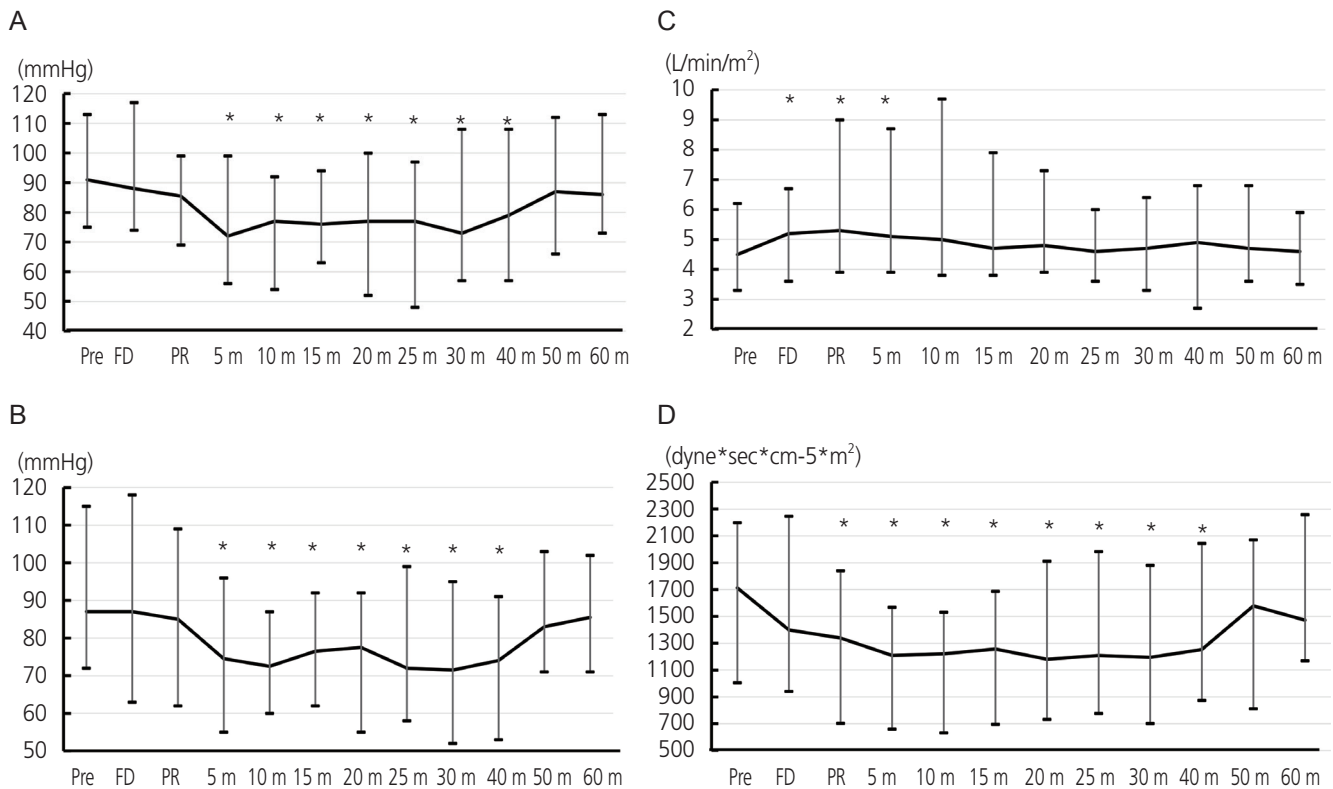 A
(mmHg)
120
110
100
90
80
70
60
50
40
* * * * * * * *
Pre FD PR 5 m 10 m 15 m 20 m 25 m 30 m 40 m 50 m 60 m
C
(L/min/m²)
10
9
8
7
6
5
4
3
2
* * *
Pre FD PR 5 m 10 m 15 m 20 m 25 m 30 m 40 m 50 m 60 m
B
(mmHg)
120
110
100
90
80
70
60
50
* * * * * * * *
Pre FD PR 5 m 10 m 15 m 20 m 25 m 30 m 40 m 50 m 60 m
D
(dyne*sec*cm-5*m²)
2500
2300
2100
1900
1700
1500
1300
1100
900
700
500
* * * * * * * * *
Pre FD PR 5 m 10 m 15 m 20 m 25 m 30 m 40 m 50 m 60 m